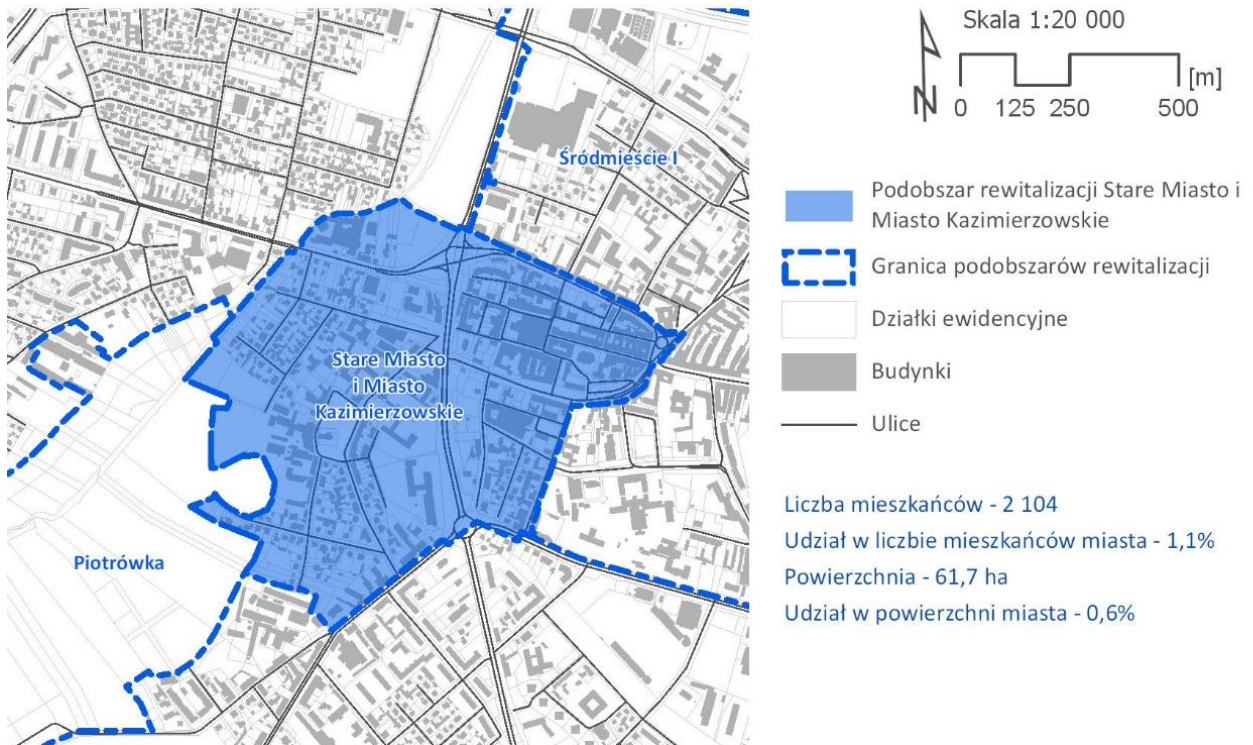 Śródmieście I
Stare Miasto
i Miasto
Kazimierzowskie
Piotrówka
N
Skala 1:20 000
[m]
0 125 250 500
Podobszar rewitalizacji Stare Miasto i
Miasto Kazimierzowskie
Granica podobszarów rewitalizacji
Działki ewidencyjne
Budynki
Ulice
Liczba mieszkańców - 2 104
Udział w liczbie mieszkańców miasta - 1,1%
Powierzchnia - 61,7 ha
Udział w powierzchni miasta - 0,6%